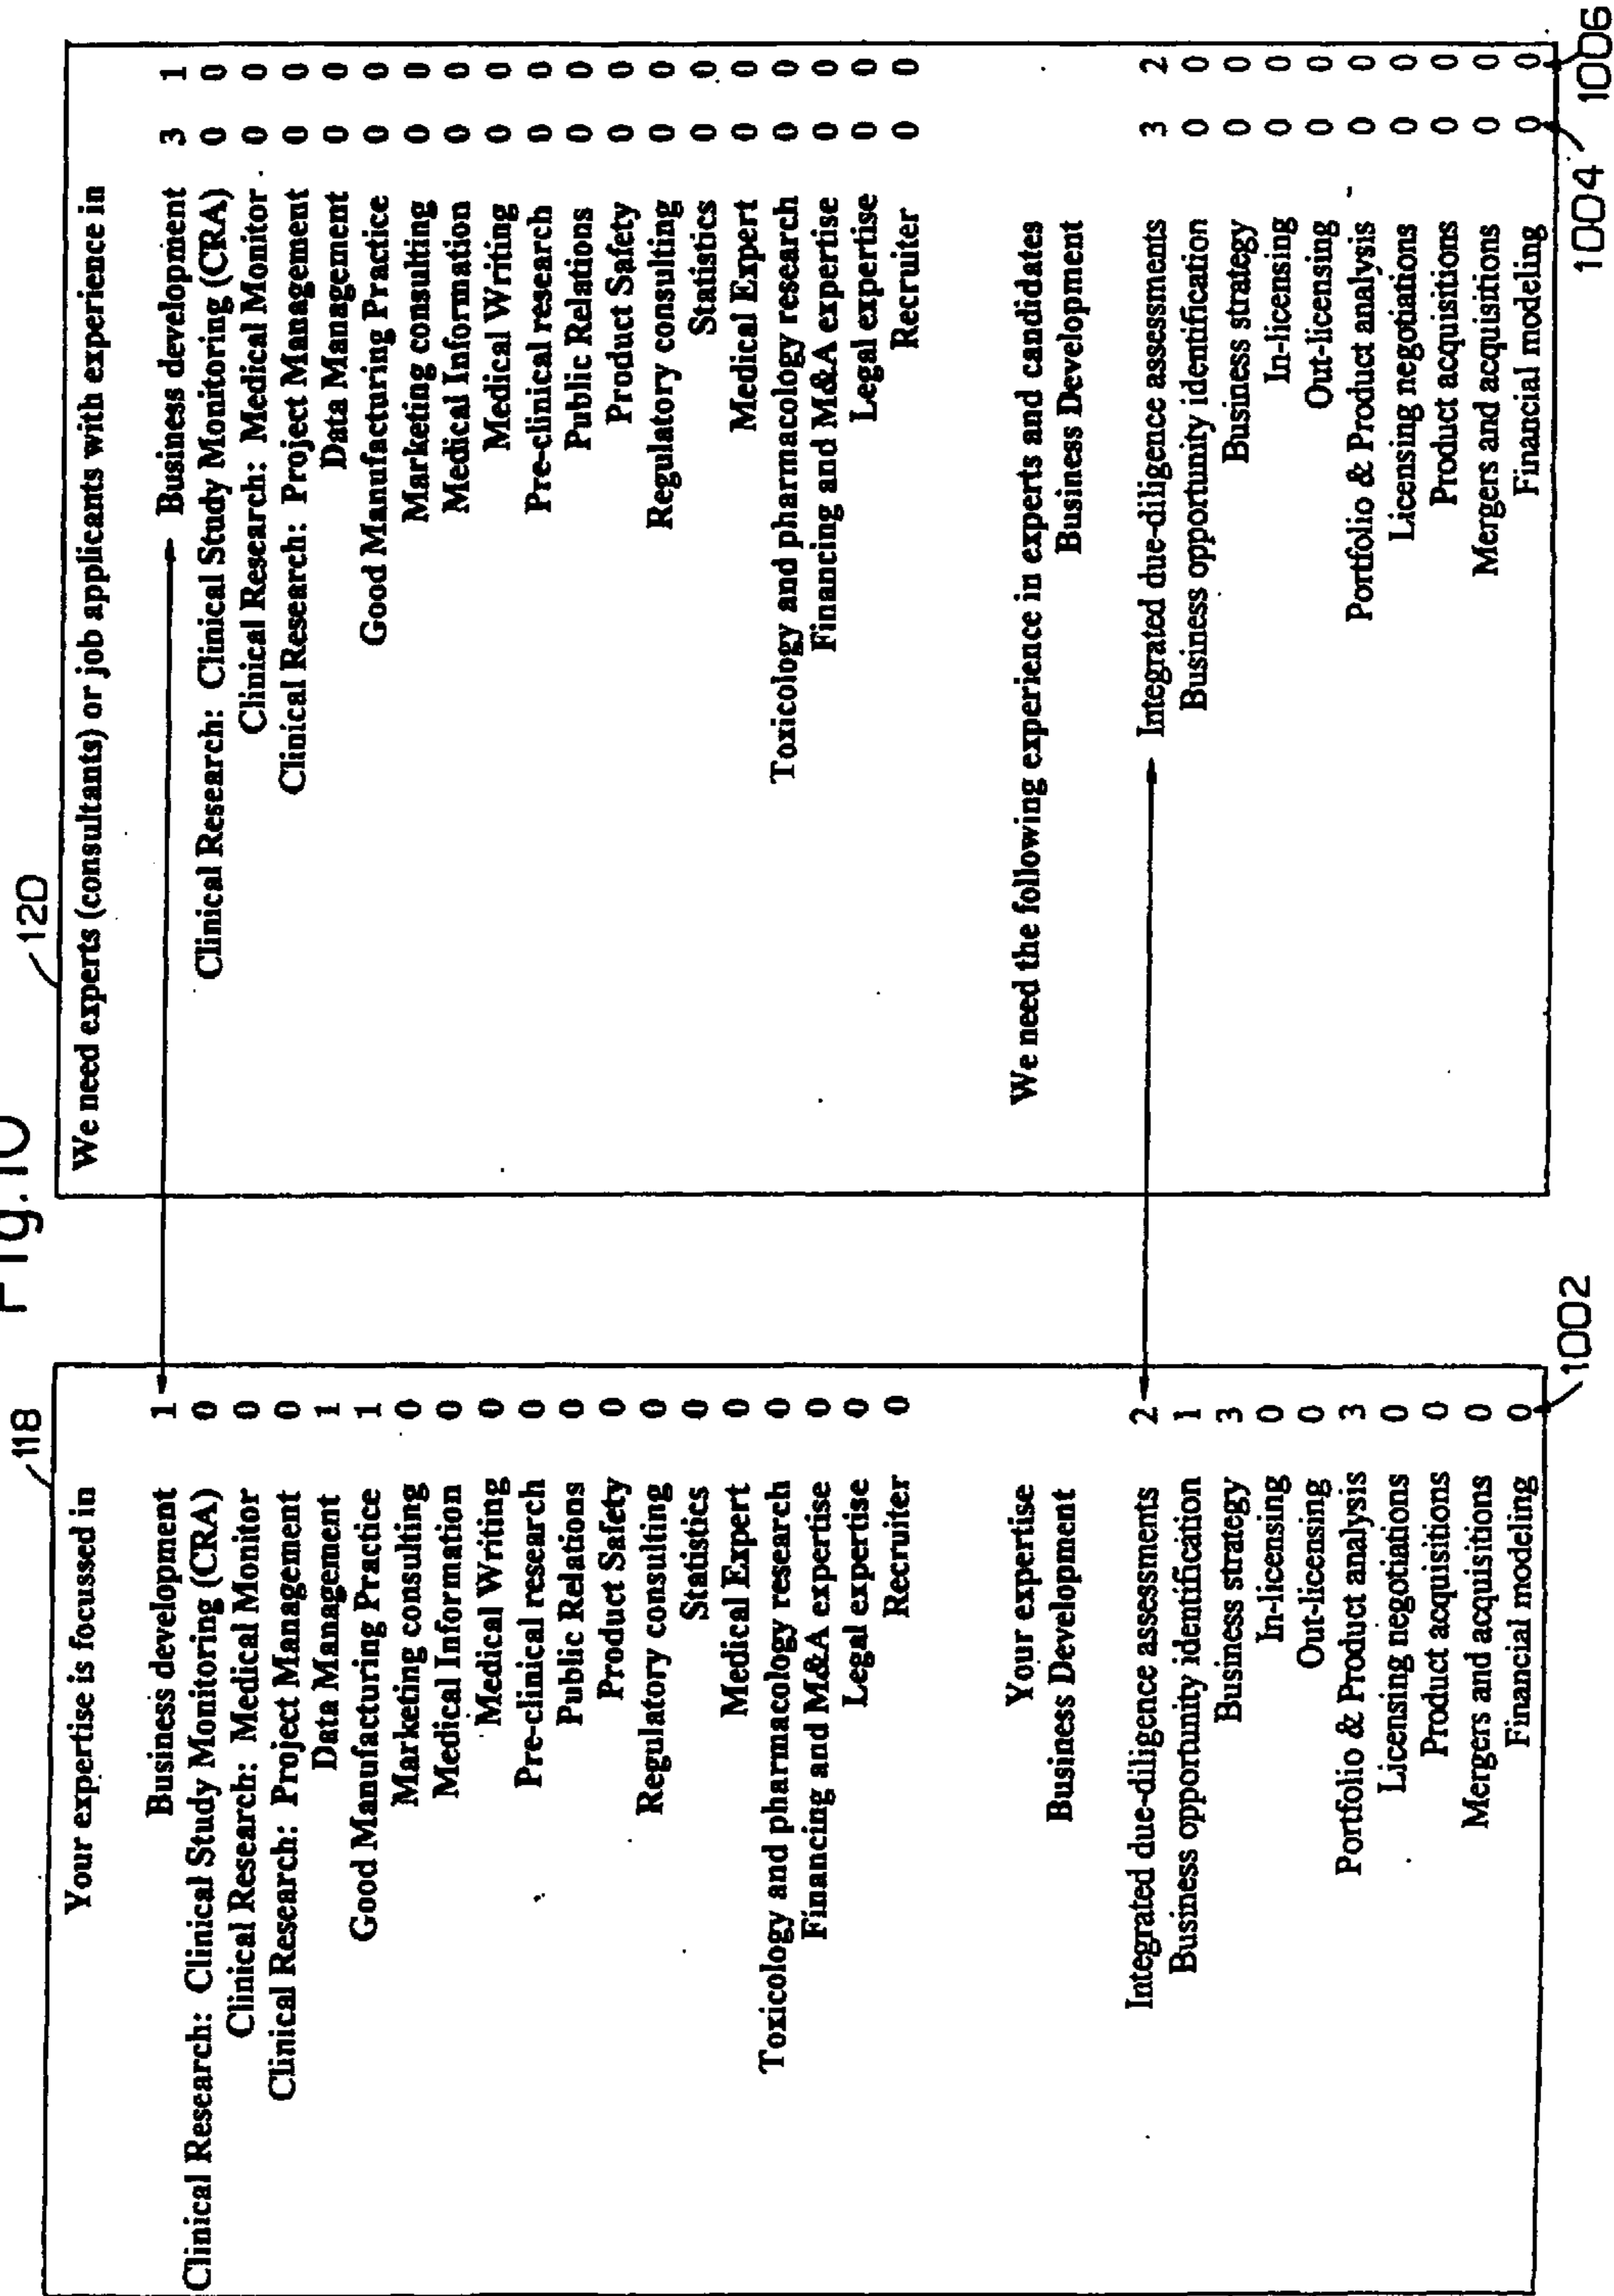 Fig.10
118
Your expertise is focussed in
Business development 1
Clinical Research: Clinical Study Monitoring (CRA) 0
Clinical Research: Medical Monitor 0
Clinical Research: Project Management 0
Data Management 1
Good Manufacturing Practice 1
Marketing consulting 0
Medical Information 0
Medical Writing 0
Pre-clinical research 0
Public Relations 0
Product Safety 0
Regulatory consulting 0
Statistics 0
Medical Expert 0
Toxicology and pharmacology research 0
Financing and M&A expertise 0
Legal expertise 0
Recruiter 0
Your expertise
Business Development
Integrated due-diligence assessments 2
Business opportunity identification 1
Business strategy 3
In-licensing 0
Out-licensing 0
Portfolio & Product analysis 3
Licensing negotiations 0
Product acquisitions 0
Mergers and acquisitions 0
Financial modeling 0
1002
120
We need experts (consultants) or job applicants with experience in
Business development 3 1
Clinical Research: Clinical Study Monitoring (CRA) 0 0
Clinical Research: Medical Monitor 0 0
Clinical Research: Project Management 0 0
Data Management 0 0
Good Manufacturing Practice 0 0
Marketing consulting 0 0
Medical Information 0 0
Medical Writing 0 0
Pre-clinical research 0 0
Public Relations 0 0
Product Safety 0 0
Regulatory consulting 0 0
Statistics 0 0
Medical Expert 0 0
Toxicology and pharmacology research 0 0
Financing and M&A expertise 0 0
Legal expertise 0 0
Recruiter 0 0
We need the following experience in experts and candidates
Business Development
Integrated due-diligence assessments 3 2
Business opportunity identification 0 0
Business strategy 0 0
In-licensing 0 0
Out-licensing 0 0
Portfolio & Product analysis 0 0
Licensing negotiations 0 0
Product acquisitions 0 0
Mergers and acquisitions 0 0
Financial modeling 0 0
1004 1006